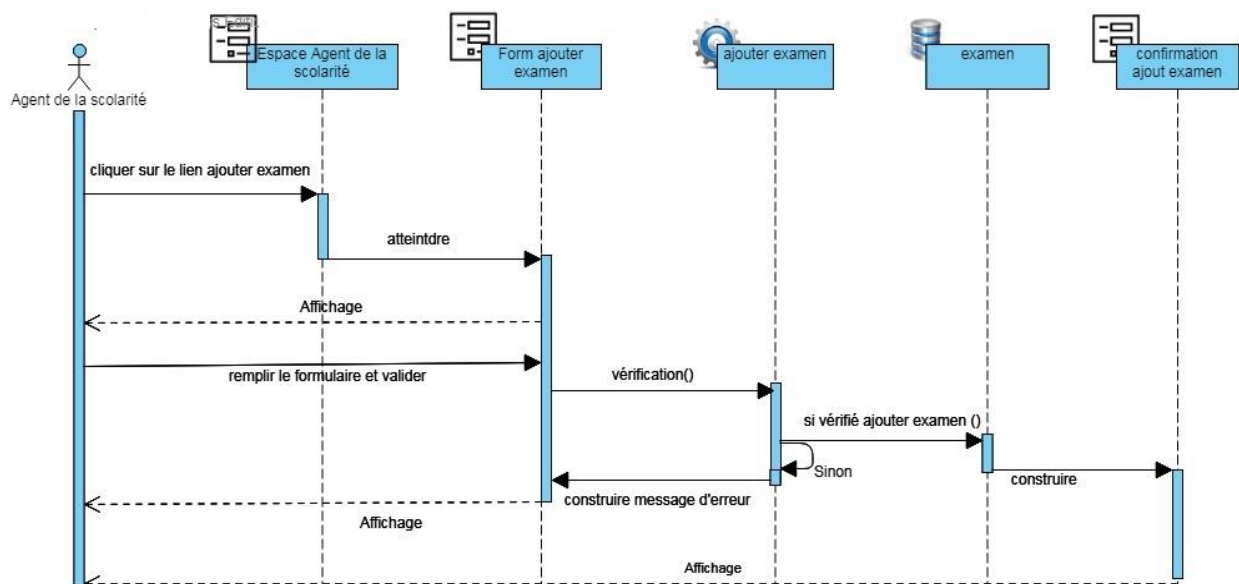 Espace Agent de la
scolarité
Form ajouter
examen
ajouter examen
examen
confirmation
ajout examen
Agent de la scolarité
cliquer sur le lien ajouter examen
atteintdre
Affichage
remplir le formulaire et valider
vérification()
si vérifié ajouter examen ()
Sinon
construire
construire message d'erreur
Affichage
Affichage